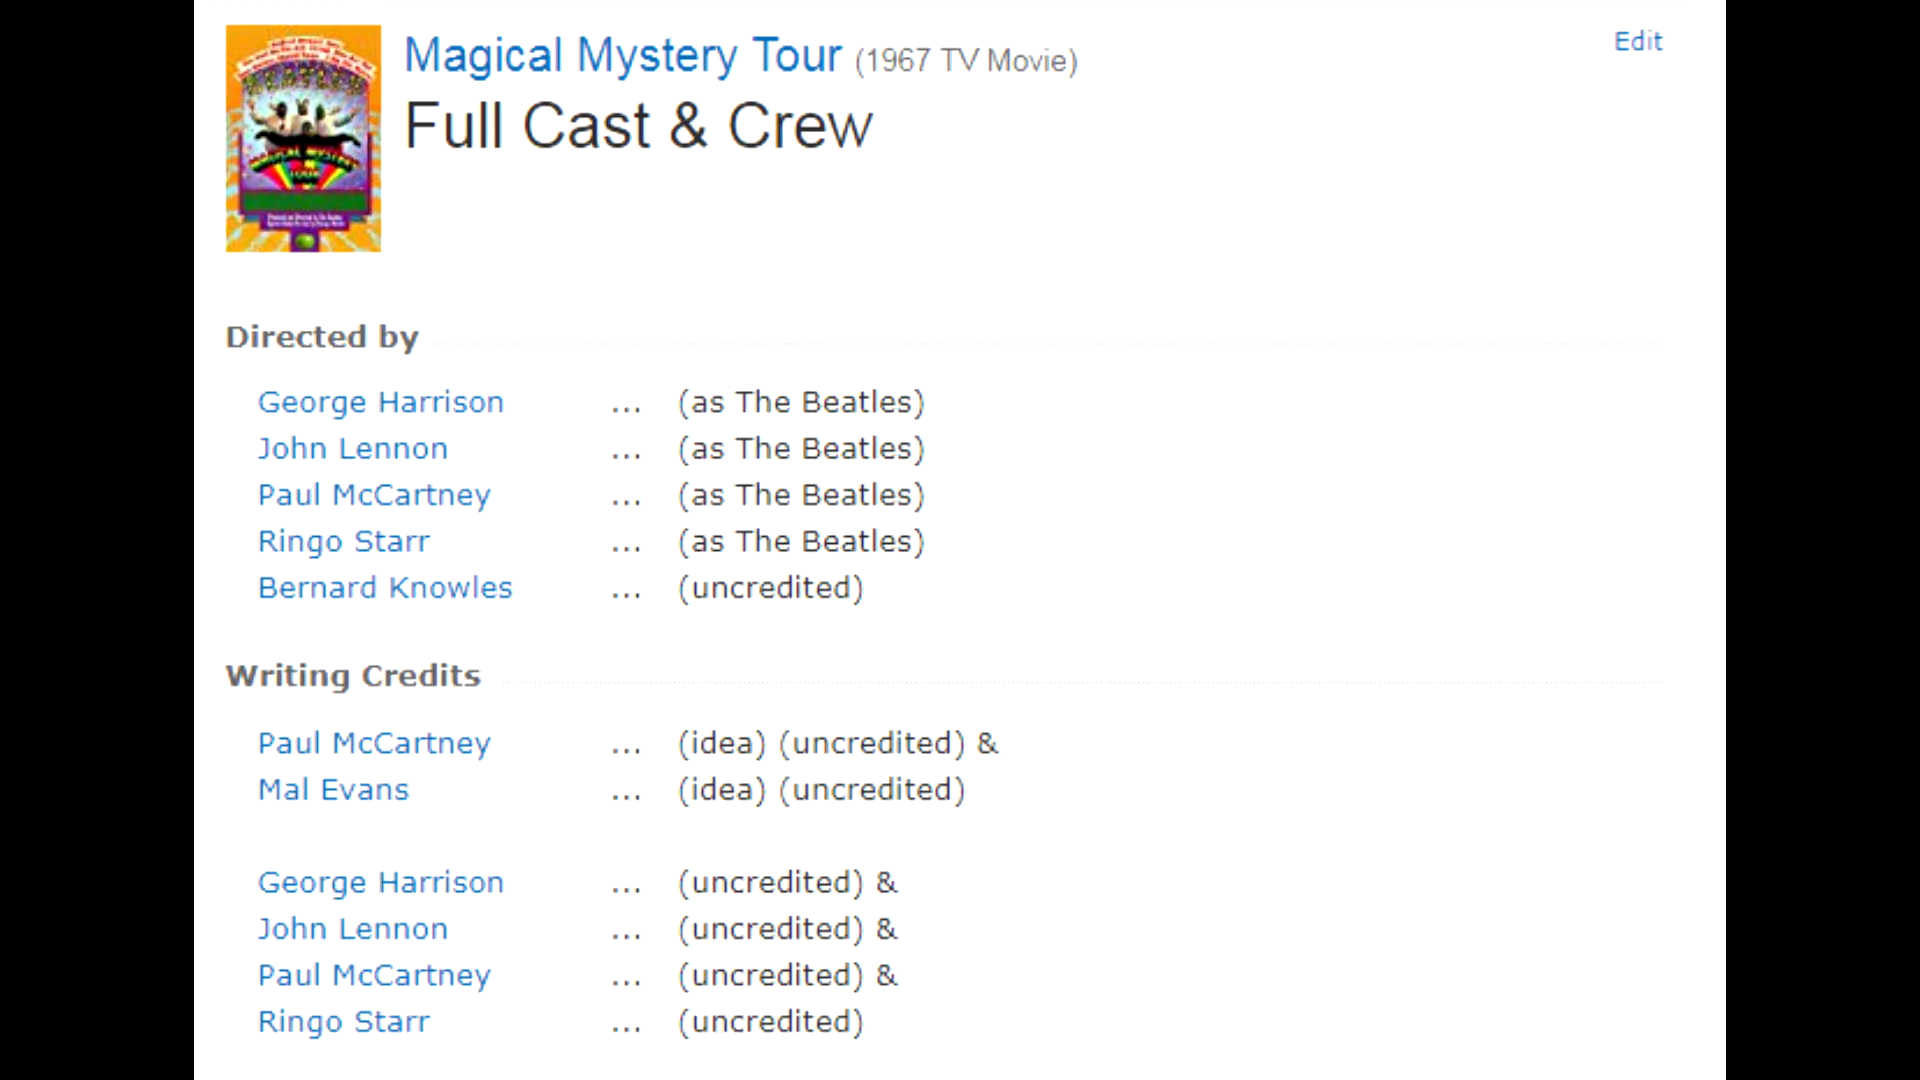 Magical Mystery Tour (1967 TV Movie)
Edit
Full Cast & Crew
MAGICAL MYSTERY
TOUR
Directed by
George Harrison ... (as The Beatles)
John Lennon ... (as The Beatles)
Paul McCartney ... (as The Beatles)
Ringo Starr ... (as The Beatles)
Bernard Knowles ... (uncredited)
Writing Credits
Paul McCartney ... (idea) (uncredited) &
Mal Evans ... (idea) (uncredited)
George Harrison ... (uncredited) &
John Lennon ... (uncredited) &
Paul McCartney ... (uncredited) &
Ringo Starr ... (uncredited)